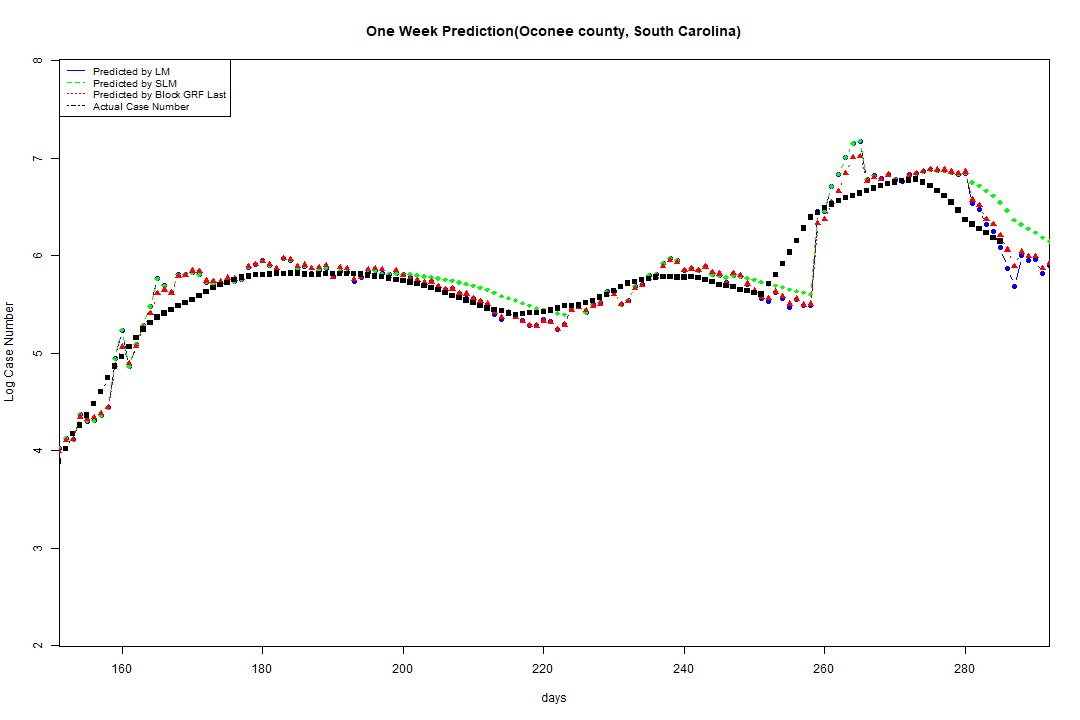 One Week Prediction(Oconee county, South Carolina)
Predicted by LM
Predicted by SLM
Predicted by Block GRF Last
Actual Case Number
8
7
6
5
4
3
2
Log Case Number
160 180 200 220 240 260 280
days